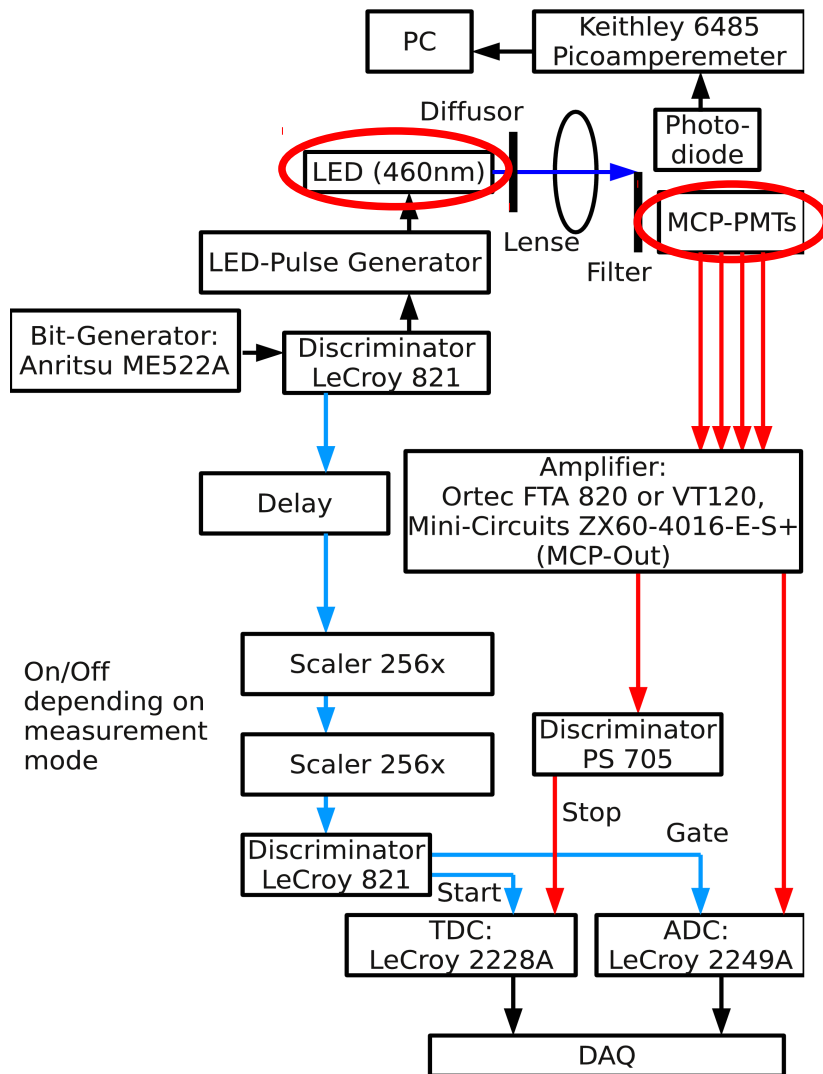 PC
Keithley 6485
Picoamperemeter
Diffusor
Photo-
diode
LED (460nm)
MCP-PMTs
Lense
Filter
LED-Pulse Generator
Bit-Generator:
Anritsu ME522A
Discriminator
LeCroy 821
Amplifier:
Ortec FTA 820 or VT120,
Mini-Circuits ZX60-4016-E-S+
(MCP-Out)
Delay
Scaler 256x
On/Off
depending on
measurement
mode
Scaler 256x
Discriminator
PS 705
Stop
Gate
Discriminator
LeCroy 821
Start
TDC:
LeCroy 2228A
ADC:
LeCroy 2249A
DAQ